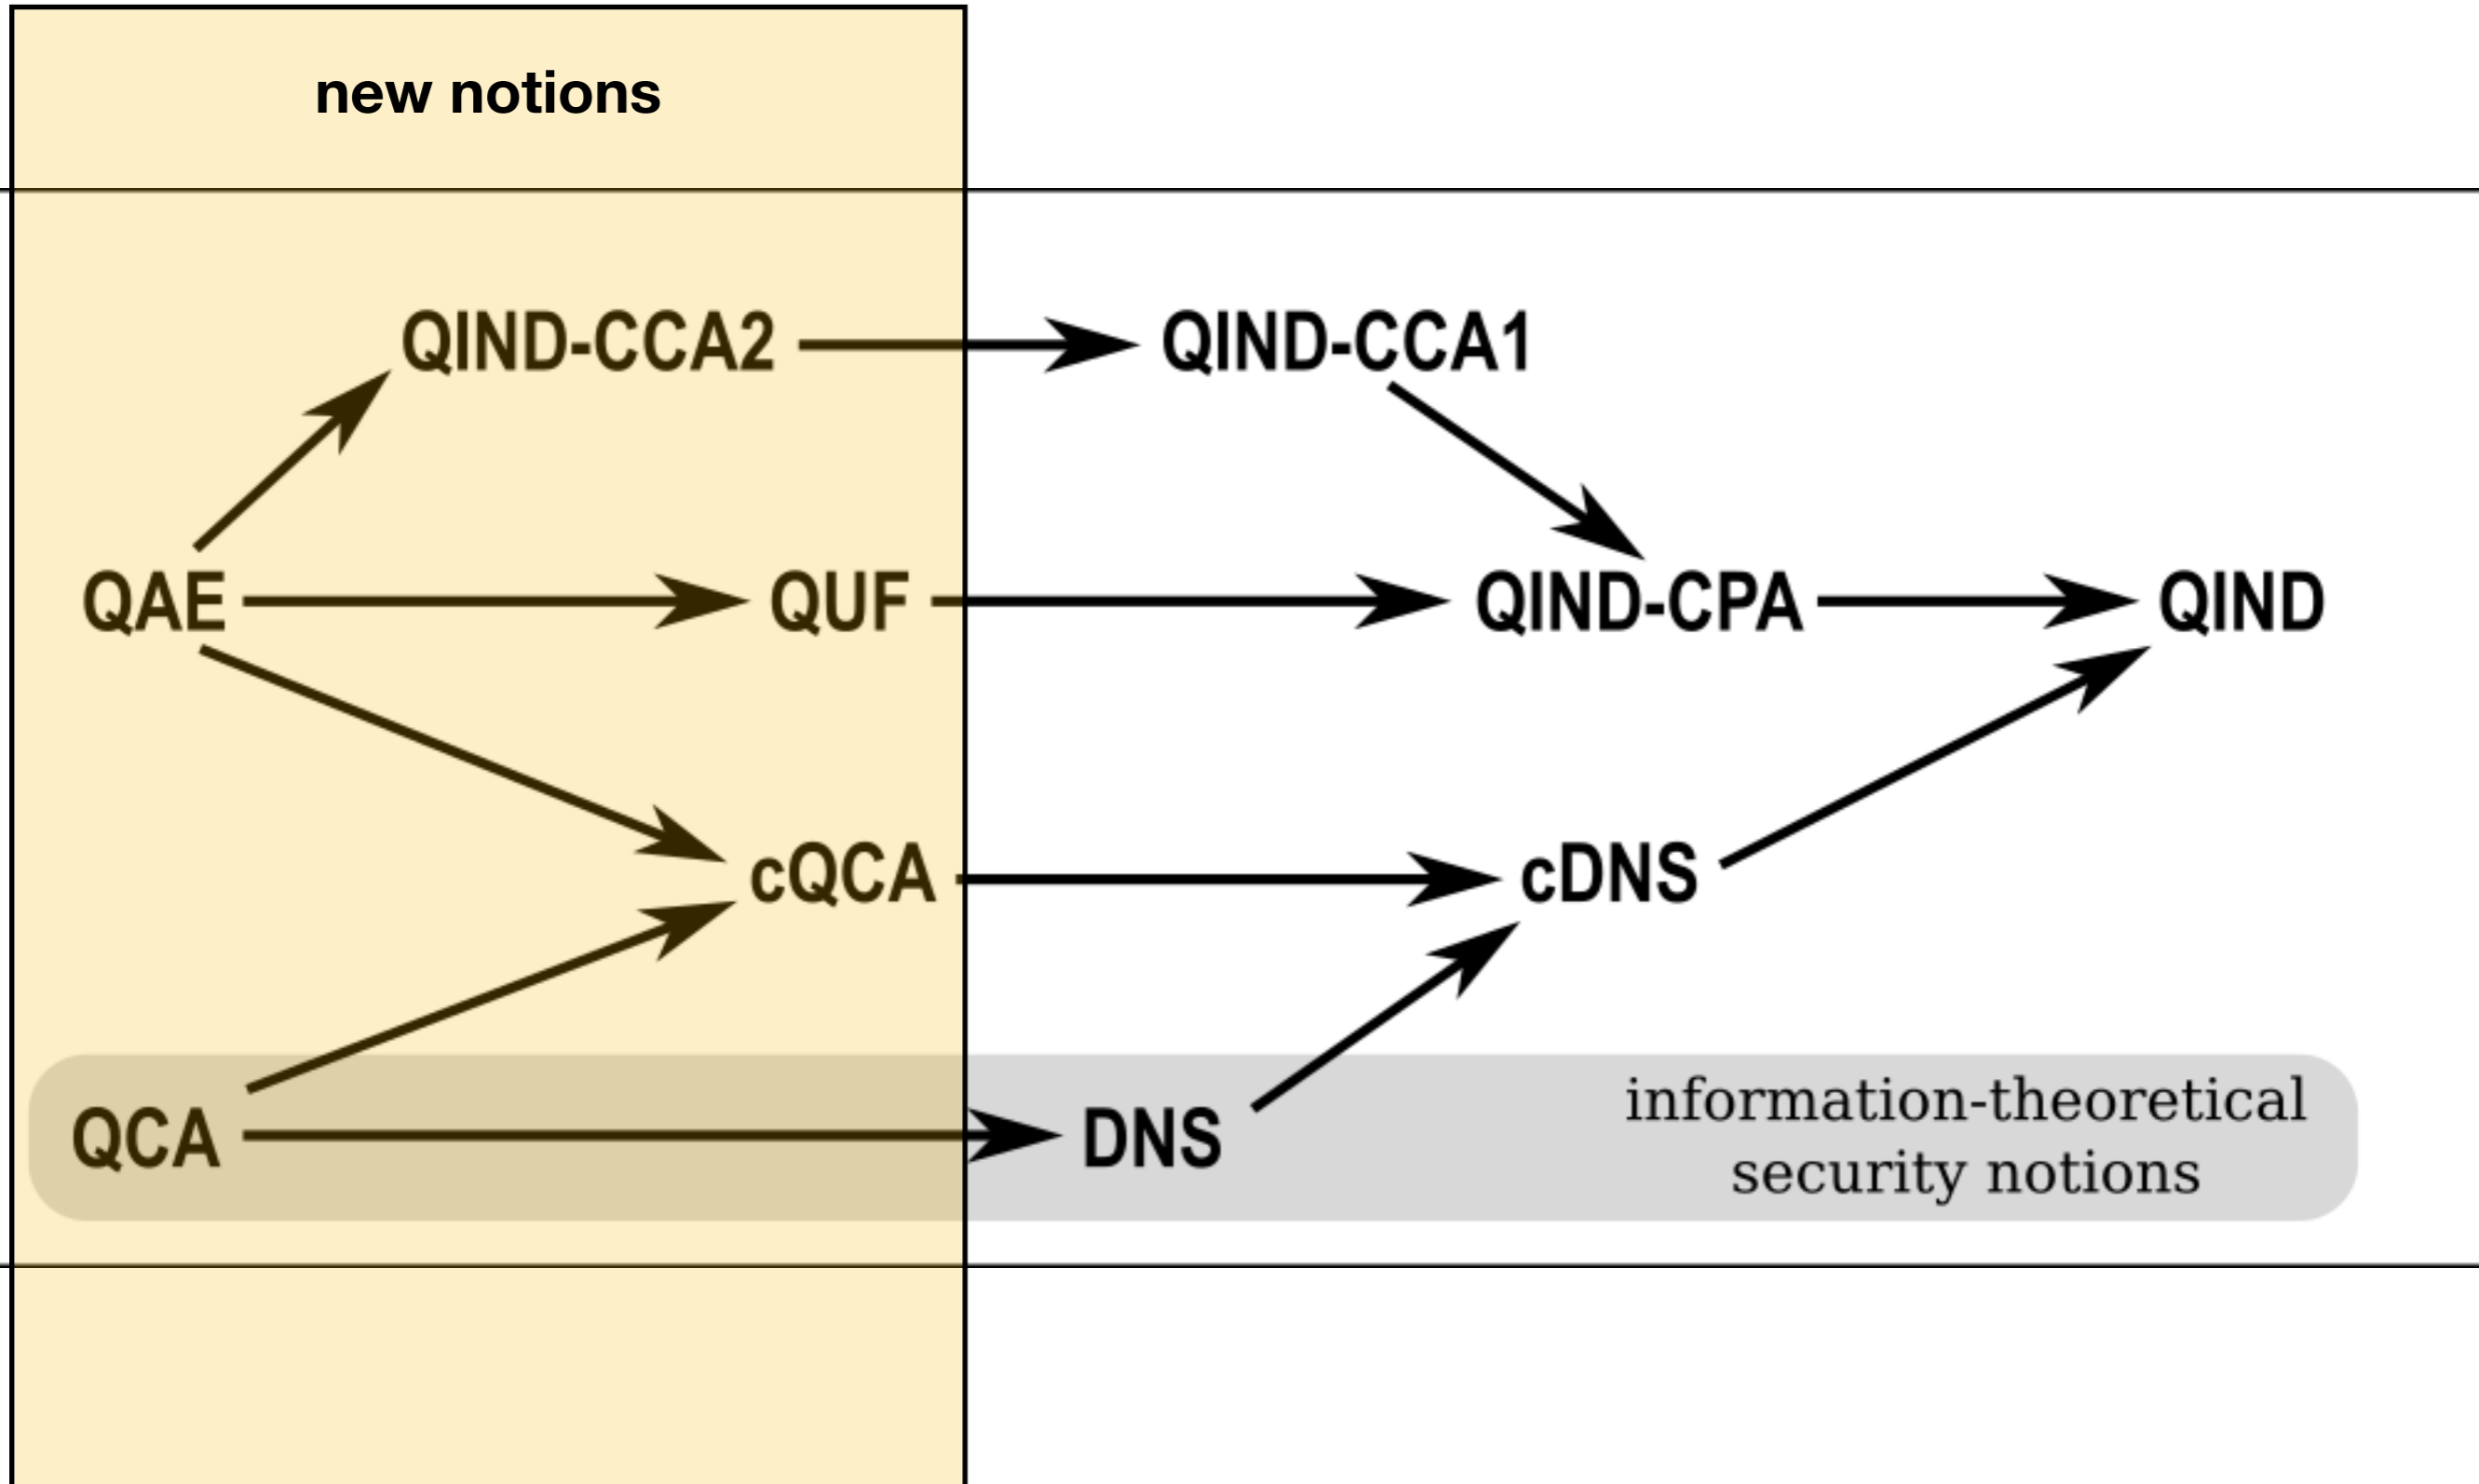 new notions
QIND-CCA2 QIND-CCA1
QAE QUF QIND-CPA QIND
cQCA cDNS
QCA DNS information-theoretical
security notions